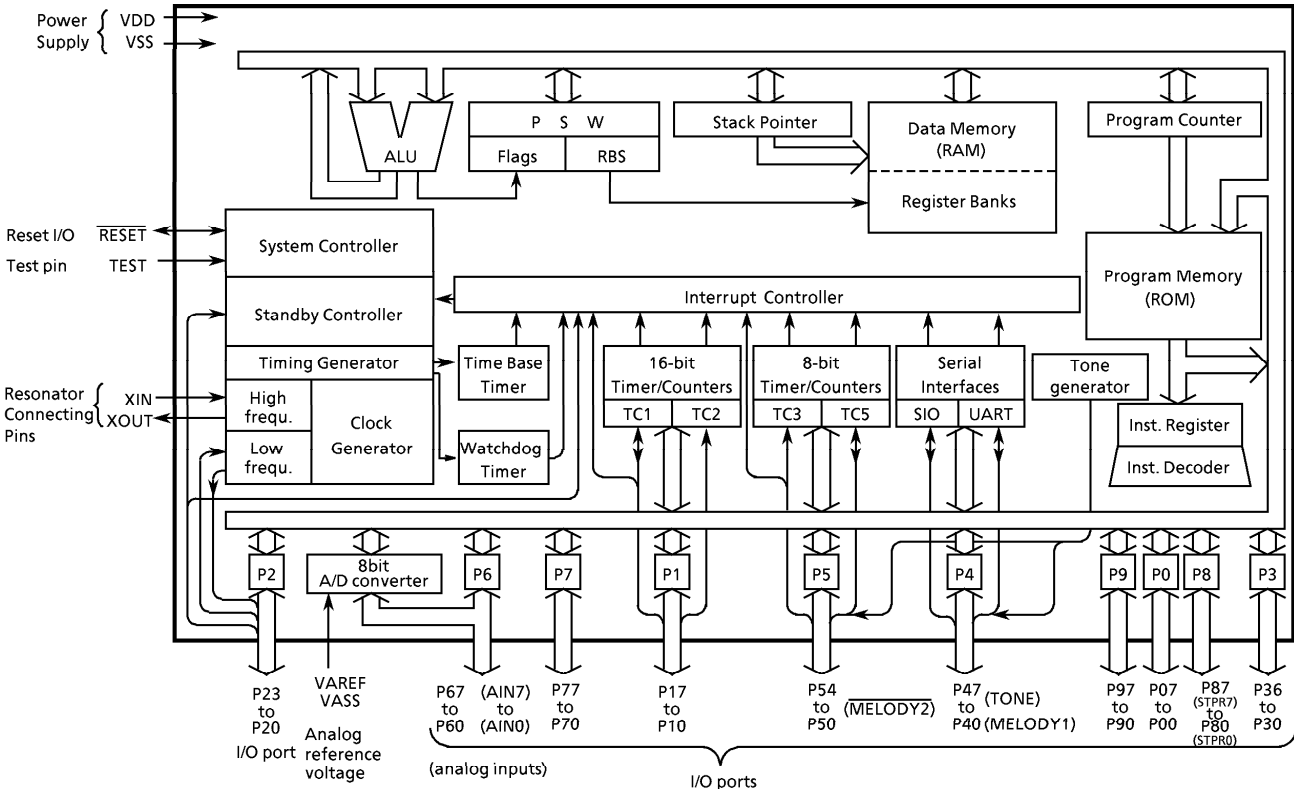 Power VDD
Supply VSS
P S W
Stack Pointer
Data Memory
(RAM)
Program Counter
ALU
Flags
RBS
Register Banks
Reset I/O RESET
Test pin TEST
System Controller
Standby Controller
Interrupt Controller
Program Memory
(ROM)
Timing Generator
Time Base
Timer
16-bit
Timer/Counters
TC1
TC2
8-bit
Timer/Counters
TC3
TC5
Serial
Interfaces
SIO
UART
Tone
generator
Resonator
Connecting
Pins
XIN
XOUT
High
frequ.
Low
frequ.
Clock
Generator
Watchdog
Timer
Inst. Register
Inst. Decoder
P2
8bit
A/D converter
P6
P7
P1
P5
P4
P9
P0
P8
P3
P23
to
P20
I/O port
VAREF
VASS
Analog
reference
voltage
P67 (AIN7)
to to
P60 (AIN0)
(analog inputs)
P77
to
P70
P17
to
P10
P54
to
P50
(MELODY2)
P47 (TONE)
to
P40 (MELODY1)
P97
to
P90
P07
to
P00
P87
(STPR7)
to
P80
(STPR0)
P36
to
P30
I/O ports